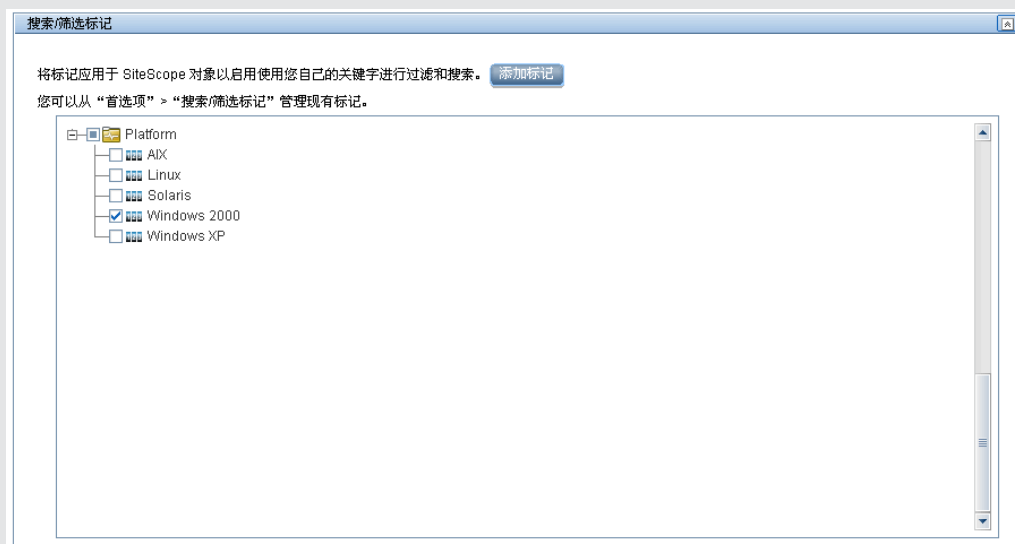 搜索/筛选标记
将标记应用于 SiteScope 对象以启用使用您自己的关键字进行过滤和搜索。 添加标记
您可以从“首选项”>“搜索/筛选标记”管理现有标记。
Platform
AIX
Linux
Solaris
Windows 2000
Windows XP